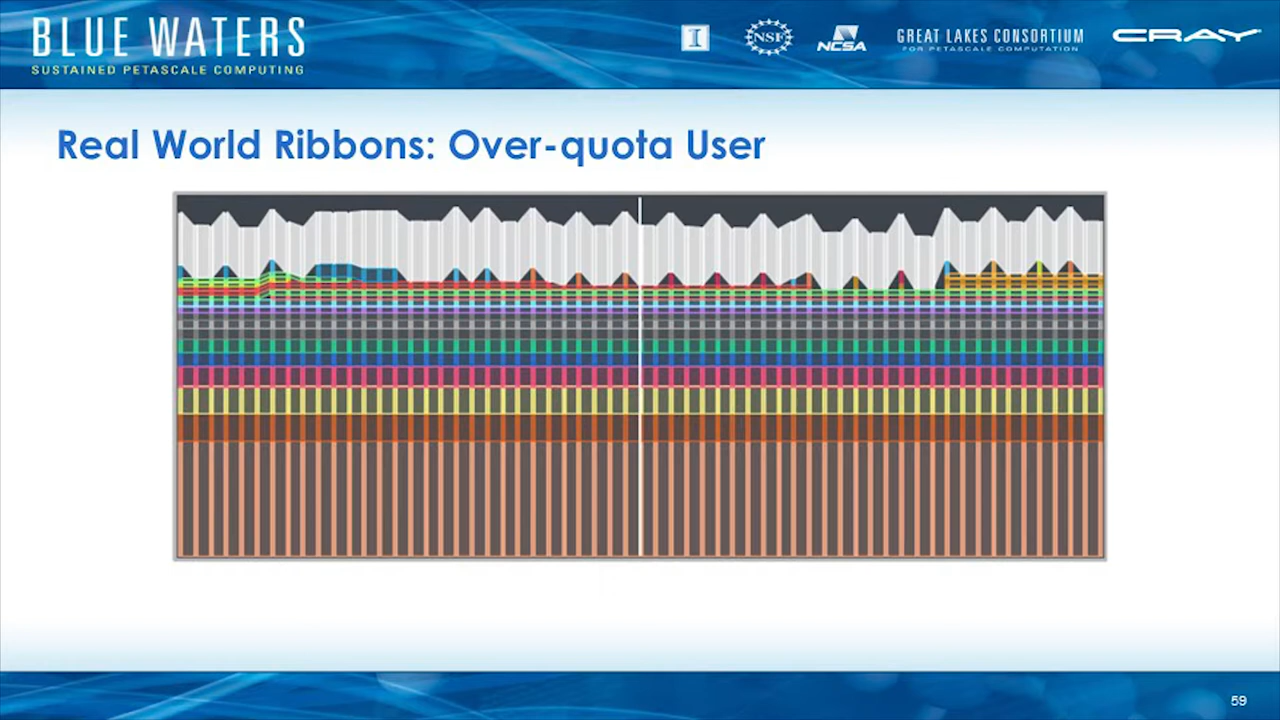 BLUE WATERS
SUSTAINED PETASCALE COMPUTING
I
NSF
NCSA
GREAT LAKES CONSORTIUM
FOR PETASCALE COMPUTATION
CRAY
Real World Ribbons: Over-quota User
59